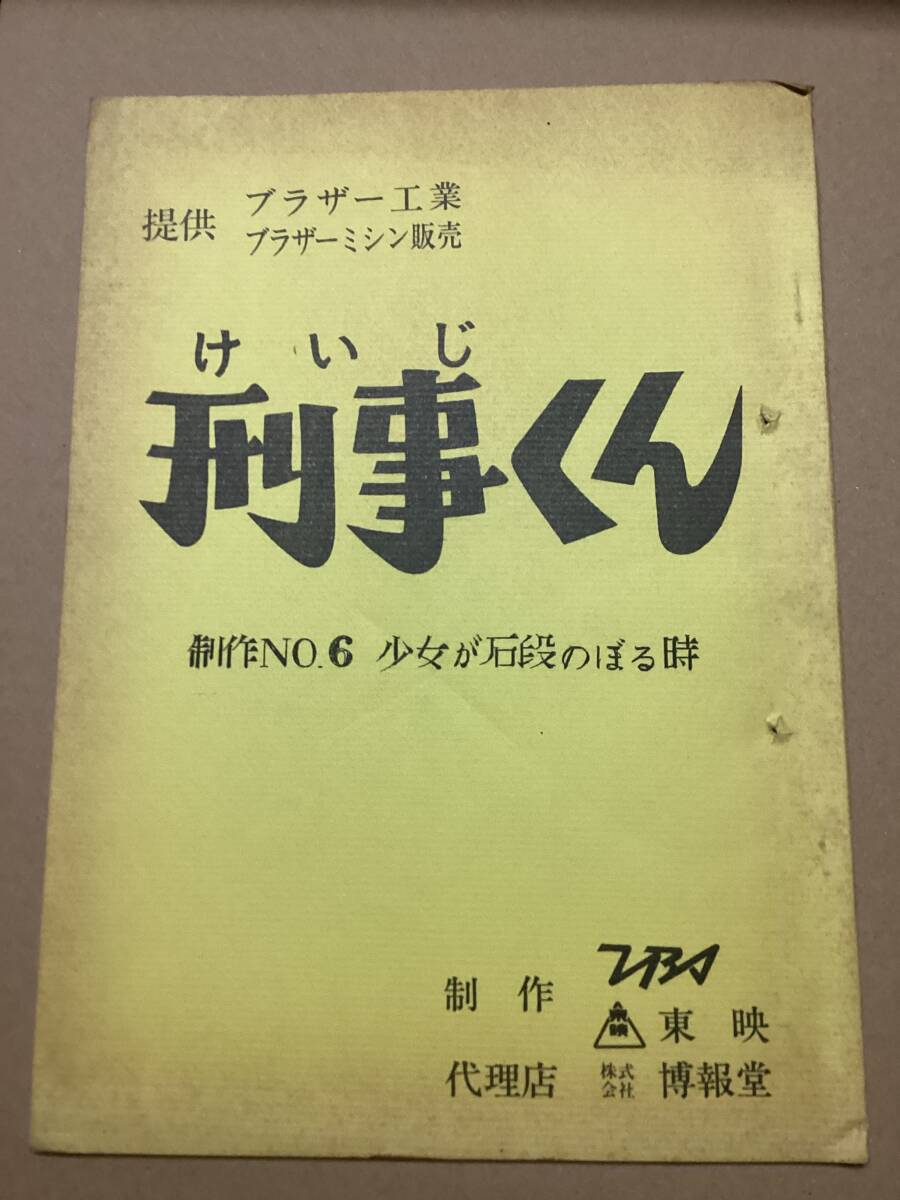 提供 ブラザー工業
ブラザーミシン販売
けいじ
刑事くん
制作NO.6 少女が石段のぼる時
制作 TBS
東映 東映
代理店 株式会社 博報堂